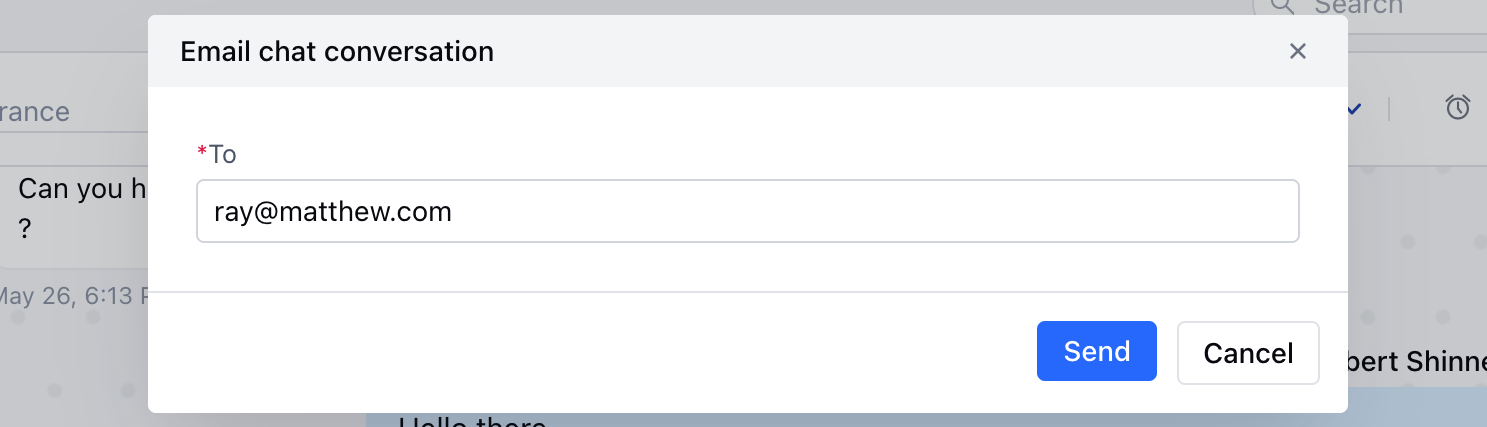 Search
Email chat conversation
rance
*To
Can you h
ray@matthew.com
?
May 26, 6:13 P
Send
Cancel
bert Shinne
Hello there